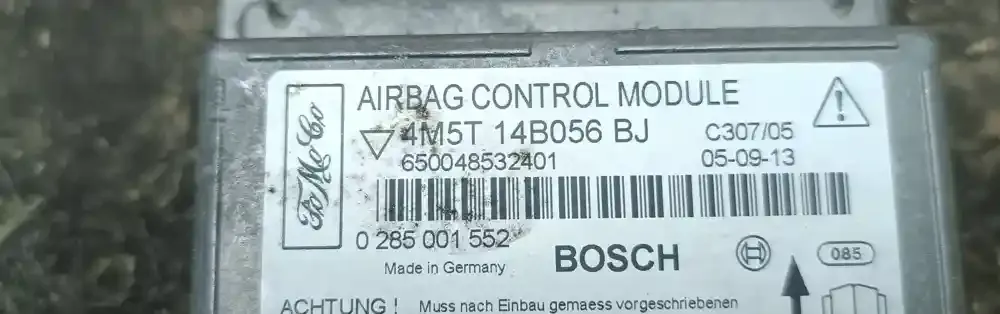 FoMoCo
AIRBAG CONTROL MODULE
4M5T 14B056 BJ C307/05
650048532401 05-09-13
0 285 001 552
Made in Germany BOSCH 085
ACHTUNG ! Muss nach Einbau gemaess vorgeschriebenen